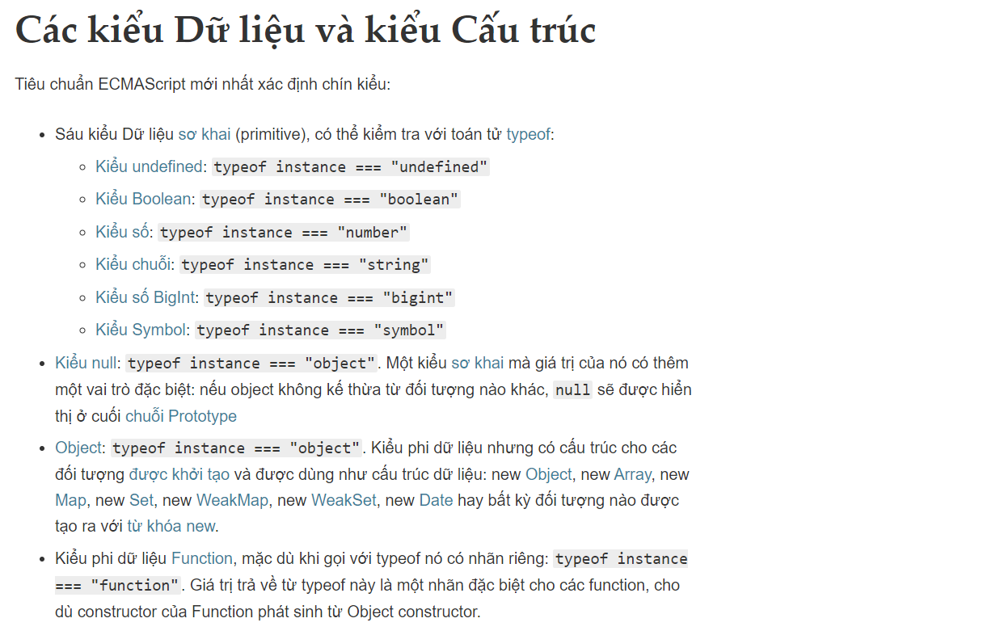 Các kiểu Dữ liệu và kiểu Cấu trúc
Tiêu chuẩn ECMAScript mới nhất xác định chín kiểu:
• Sáu kiểu Dữ liệu sơ khai (primitive), có thể kiểm tra với toán tử typeof:
◦ Kiểu undefined: typeof instance === "undefined"
◦ Kiểu Boolean: typeof instance === "boolean"
◦ Kiểu số: typeof instance === "number"
◦ Kiểu chuỗi: typeof instance === "string"
◦ Kiểu số BigInt: typeof instance === "bigint"
◦ Kiểu Symbol: typeof instance === "symbol"
• Kiểu null: typeof instance === "object". Một kiểu sơ khai mà giá trị của nó có thêm
một vai trò đặc biệt: nếu object không kế thừa từ đối tượng nào khác, null sẽ được hiển
thị ở cuối chuỗi Prototype
• Object: typeof instance === "object". Kiểu phi dữ liệu nhưng có cấu trúc cho các
đối tượng được khởi tạo và được dùng như cấu trúc dữ liệu: new Object, new Array, new
Map, new Set, new WeakMap, new WeakSet, new Date hay bất kỳ đối tượng nào được
tạo ra với từ khóa new.
• Kiểu phi dữ liệu Function, mặc dù khi gọi với typeof nó có nhãn riêng: typeof instance
=== "function". Giá trị trả về từ typeof này là một nhãn đặc biệt cho các function, cho
dù constructor của Function phát sinh từ Object constructor.